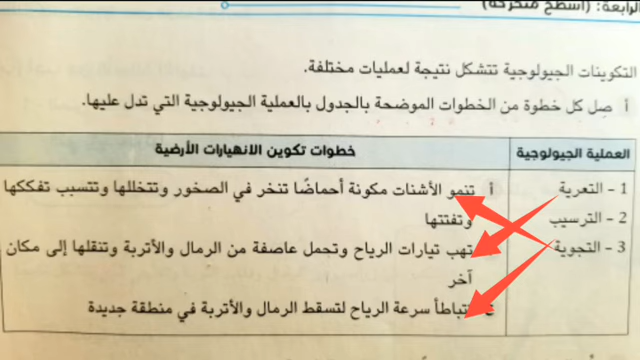 الرابعة: (أسطح متحركة)
التكوينات الجيولوجية تتشكل نتيجة لعمليات مختلفة.
أ صل كل خطوة من الخطوات الموضحة بالجدول بالعملية الجيولوجية التي تدل عليها.
العملية الجيولوجية خطوات تكوين الانهيارات الأرضية
1 - التعرية أ تنمو الأشنات مكونة أحماضًا تنخر في الصخور وتتخللها وتتسبب تفككها
2 - الترسيب وتفتتها
3 - التجوية تهب تيارات الرياح وتحمل عاصفة من الرمال والأتربة وتنقلها إلى مكان
آخر
تتباطأ سرعة الرياح لتسقط الرمال والأتربة في منطقة جديدة